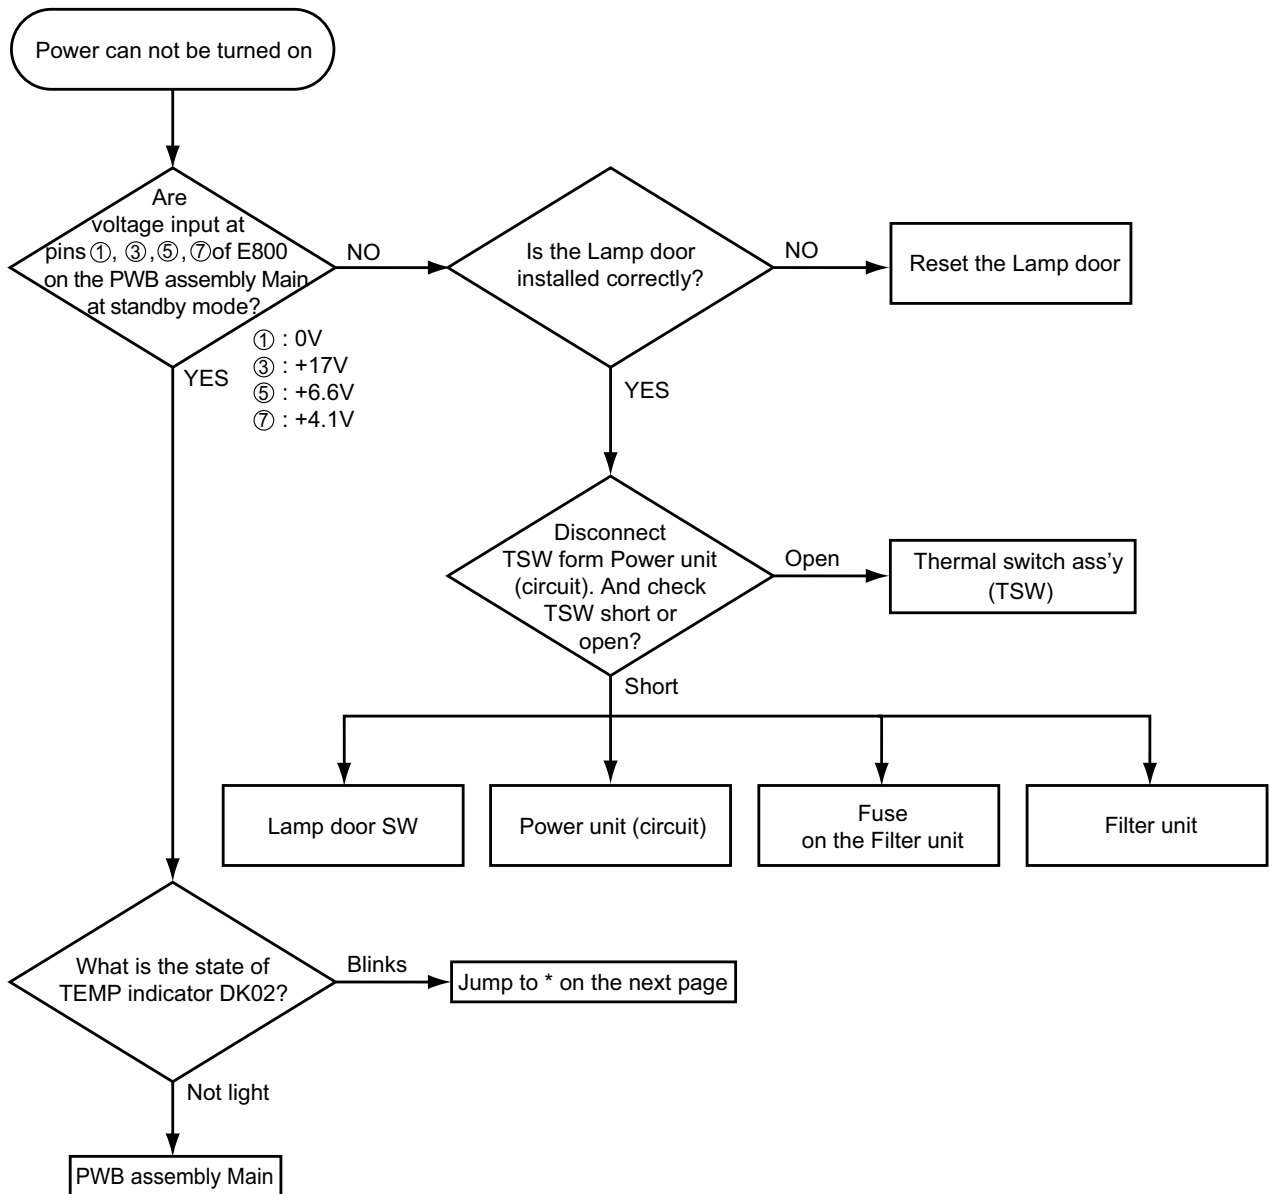 Power can not be turned on
Are
voltage input at
pins ①, ③, ⑤, ⑦ of E800
on the PWB assembly Main
at standby mode?
NO
① : 0V
③ : +17V
⑤ : +6.6V
⑦ : +4.1V
YES
Is the Lamp door
installed correctly?
NO
Reset the Lamp door
YES
Disconnect
TSW form Power unit
(circuit). And check
TSW short or
open?
Open
Thermal switch ass'y
(TSW)
Short
Lamp door SW
Power unit (circuit)
Fuse
on the Filter unit
Filter unit
What is the state of
TEMP indicator DK02?
Blinks
Jump to * on the next page
Not light
PWB assembly Main